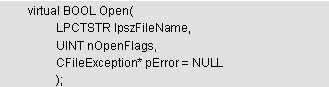 virtual BOOL Open(
LPCTSTR lpszFileName,
UINT nOpenFlags,
CFileException* pError = NULL
);